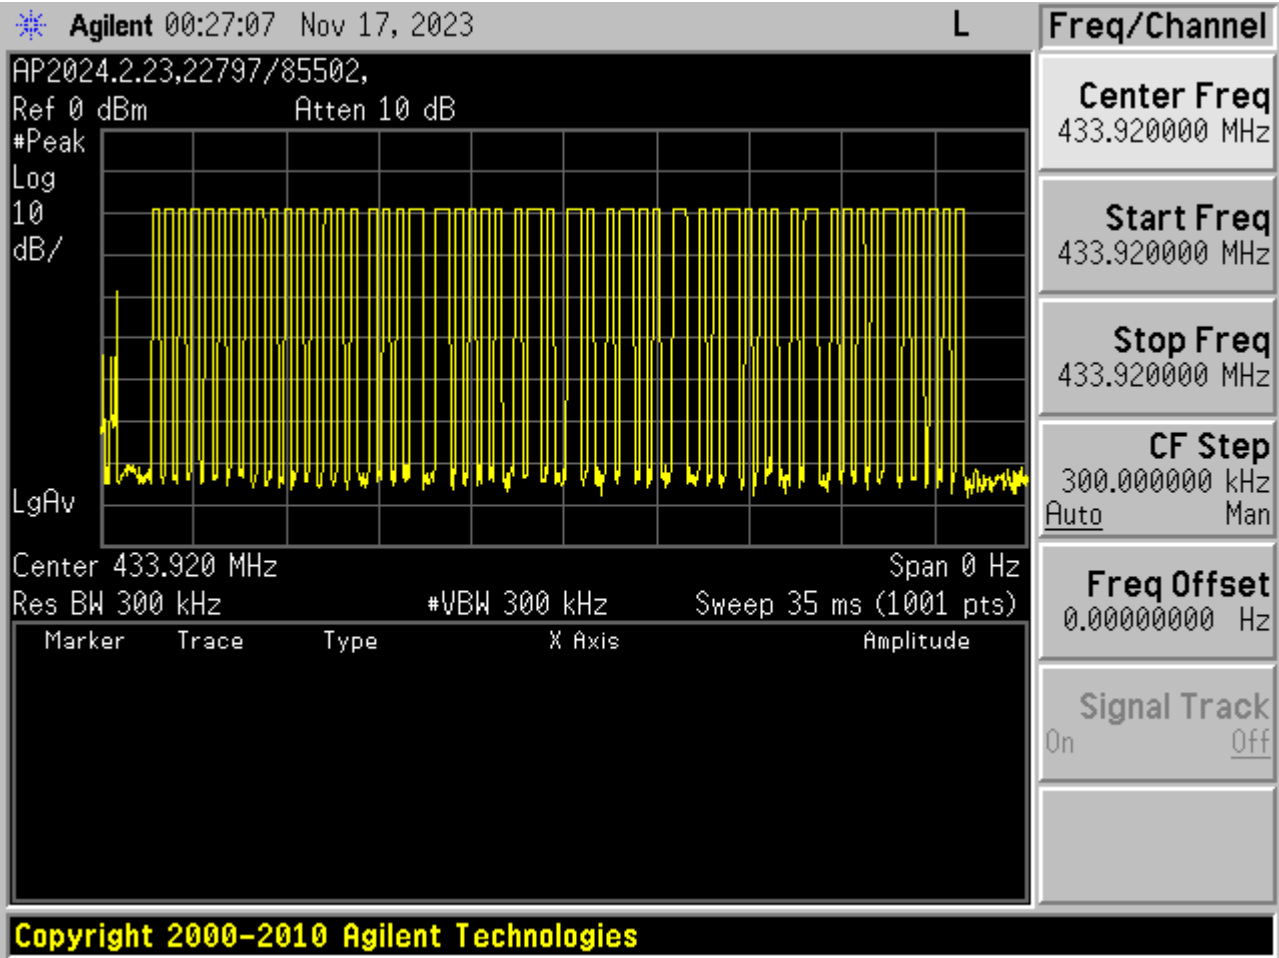 Agilent 00:27:07 Nov 17, 2023 L
AP2024.2.23,22797/85502,
Ref 0 dBm Atten 10 dB
#Peak
Log
10
dB/
LgAv
Center 433.920 MHz Span 0 Hz
Res BW 300 kHz #VBW 300 kHz Sweep 35 ms (1001 pts)
Marker Trace Type X Axis Amplitude
Freq/Channel
Center Freq
433.920000 MHz
Start Freq
433.920000 MHz
Stop Freq
433.920000 MHz
CF Step
300.000000 kHz
Auto Man
Freq Offset
0.00000000 Hz
Signal Track
On Off
Copyright 2000-2010 Agilent Technologies